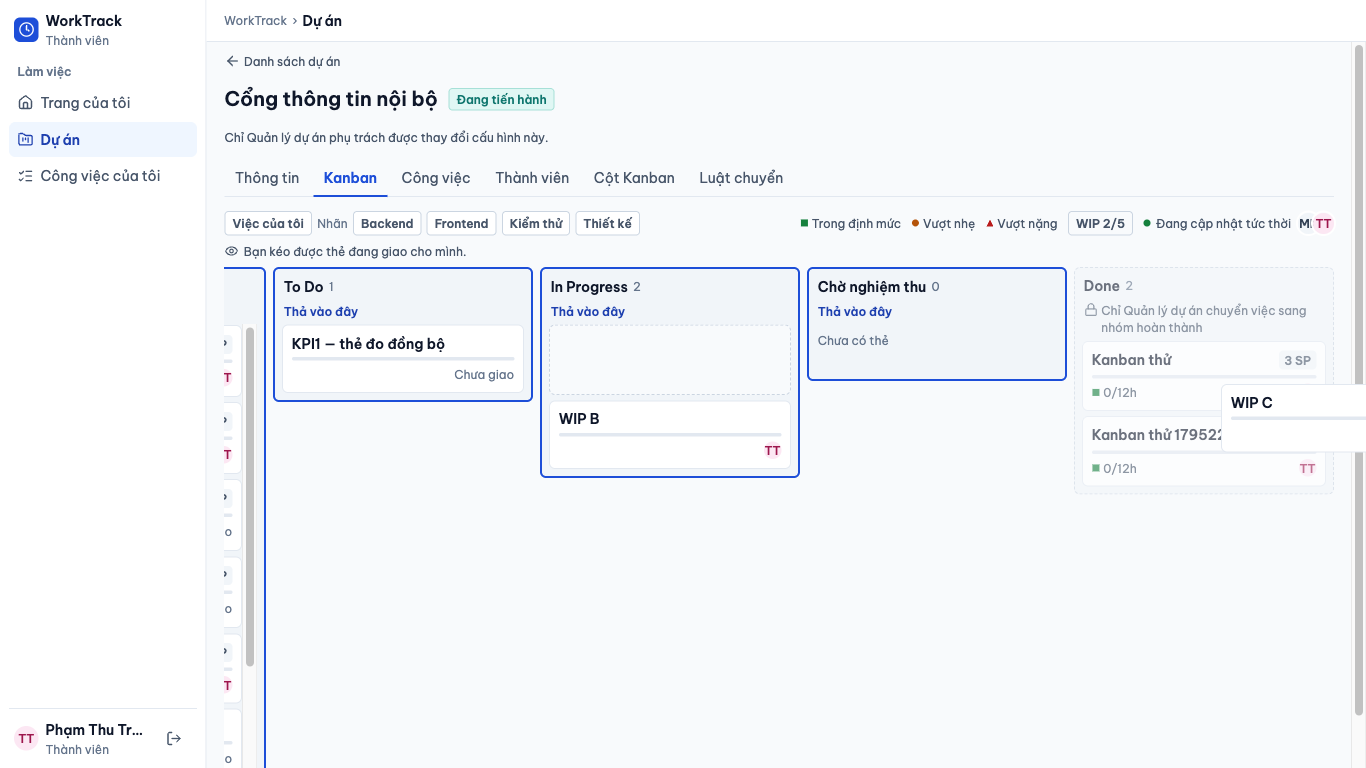 WorkTrack
Thành viên
Làm việc
Trang của tôi
Dự án
Công việc của tôi
Phạm Thu Tr...
TT
Thành viên
WorkTrack › Dự án
Danh sách dự án
Cổng thông tin nội bộ
Đang tiến hành
Chỉ Quản lý dự án phụ trách được thay đổi cấu hình này.
Thông tin Kanban Công việc Thành viên Cột Kanban Luật chuyển
Việc của tôi Nhãn Backend Frontend Kiểm thử Thiết kế
Trong định mức Vượt nhẹ Vượt nặng WIP 2/5 Đang cập nhật tức thời TT
Bạn kéo được thẻ đang giao cho mình.
To Do 1
Thả vào đây
KPI1 – thẻ đo đồng bộ
Chưa giao
In Progress 2
Thả vào đây
WIP B
TT
Chờ nghiệm thu 0
Thả vào đây
Chưa có thẻ
Done 2
Chỉ Quản lý dự án chuyển việc sang
nhóm hoàn thành
Kanban thử 3 SP
0/12h
WIP C
Kanban thử
0/12h TT